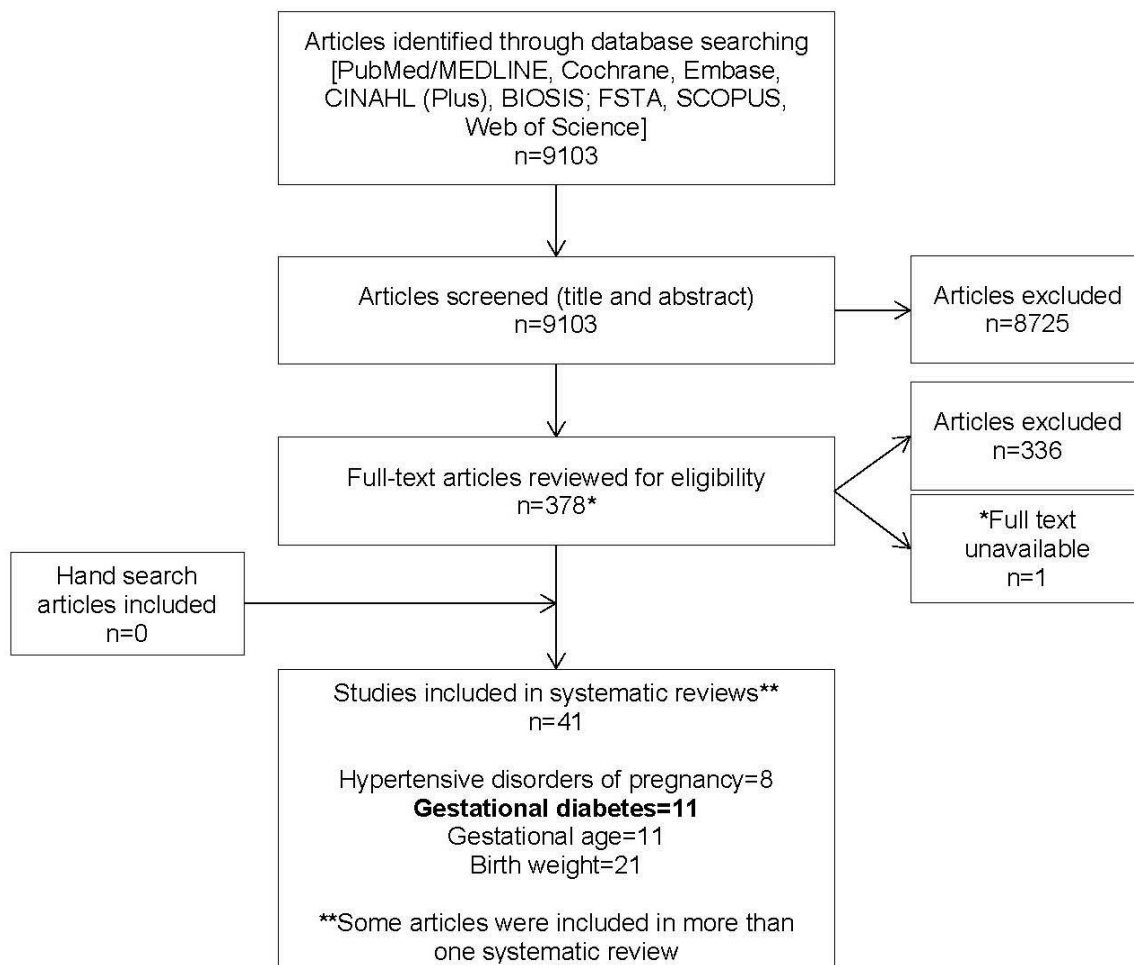 Articles identified through database searching
[PubMed/MEDLINE, Cochrane, Embase,
CINAHL (Plus), BIOSIS; FSTA, SCOPUS,
Web of Science]
n=9103
Articles screened (title and abstract)
n=9103
Articles excluded
n=8725
Full-text articles reviewed for eligibility
n=378*
Articles excluded
n=336
*Full text
unavailable
n=1
Hand search
articles included
n=0
Studies included in systematic reviews**
n=41
Hypertensive disorders of pregnancy=8
Gestational diabetes=11
Gestational age=11
Birth weight=21
**Some articles were included in more than
one systematic review